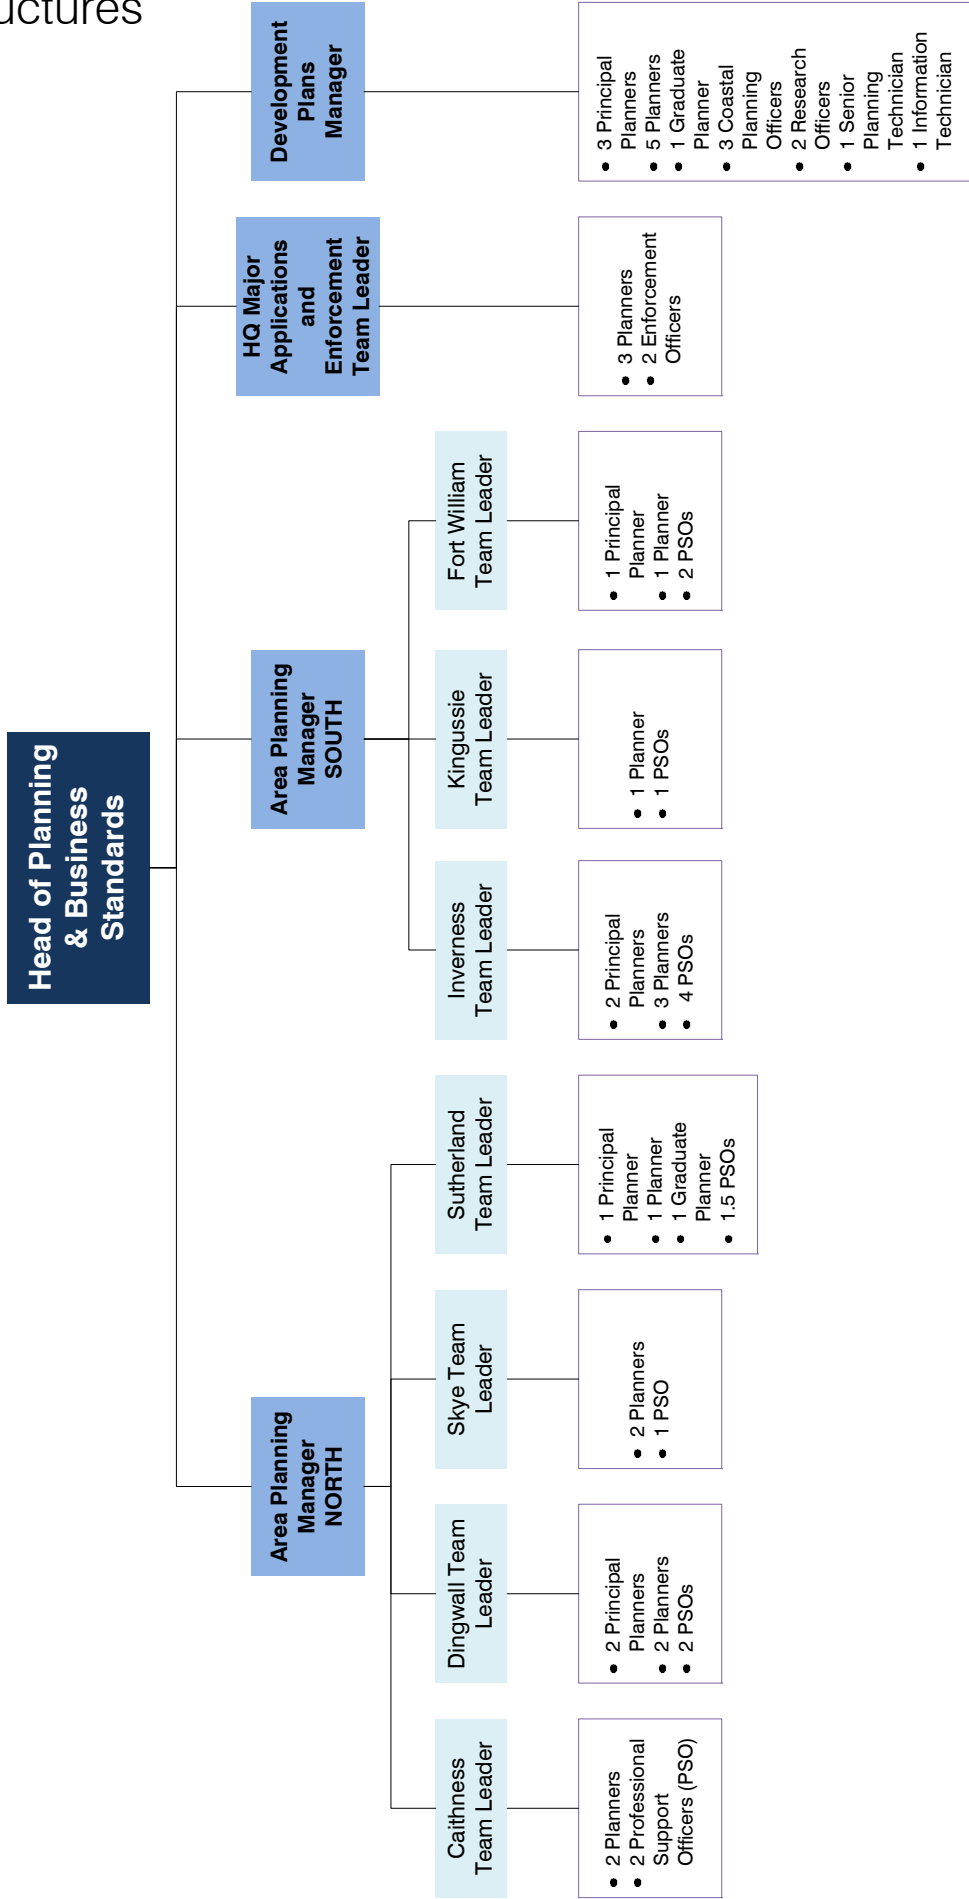 uctures
Head of Planning
& Business
Standards
Area Planning
Manager
NORTH
Area Planning
Manager
SOUTH
HQ Major
Applications
and
Enforcement
Team Leader
Development
Plans
Manager
Caithness
Team Leader
Dingwall Team
Leader
Skye Team
Leader
Sutherland
Team Leader
Inverness
Team Leader
Kingussie
Team Leader
Fort William
Team Leader
• 2 Planners
• 2 Professional
Support
Officers (PSO)
• 2 Principal
Planners
• 2 Planners
• 2 PSOs
• 2 Planners
• 1 PSO
• 1 Principal
Planner
• 1 Planner
• 1 Graduate
Planner
• 1.5 PSOs
• 2 Principal
Planners
• 3 Planners
• 4 PSOs
• 1 Planner
• 1 PSOs
• 1 Principal
Planner
• 1 Planner
• 2 PSOs
• 3 Planners
• 2 Enforcement
Officers
• 3 Principal
Planners
• 5 Planners
• 1 Graduate
Planner
• 3 Coastal
Planning
Officers
• 2 Research
Officers
• 1 Senior
Planning
Technician
• 1 Information
Technician